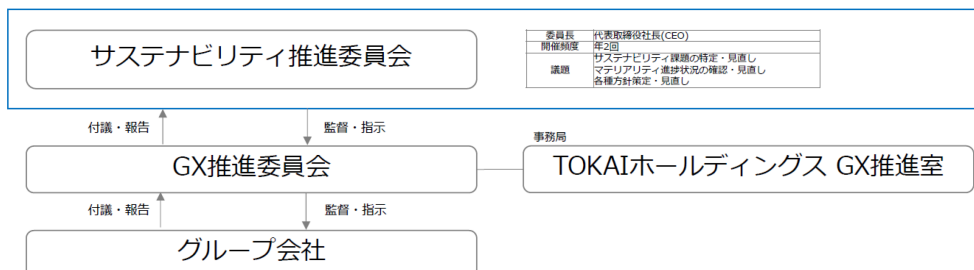 サステナビリティ推進委員会
委員長 代表取締役社長(CEO)
開催頻度 年2回
議題 サステナビリティ課題の特定・見直し
マテリアリティ進捗状況の確認・見直し
各種方針策定・見直し
付議・報告 監督・指示
事務局
GX推進委員会
TOKAIホールディングス GX推進室
付議・報告 監督・指示
グループ会社